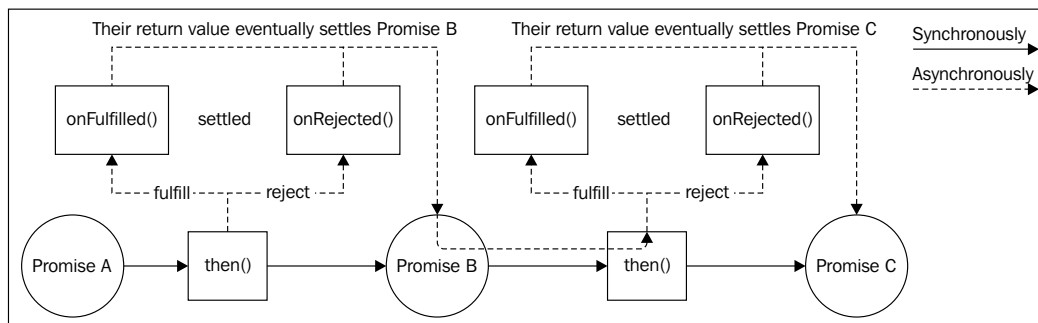 Their return value eventually settles Promise B
Their return value eventually settles Promise C
Synchronously
Asynchronously
onFulfilled()
settled
onRejected()
onFulfilled()
settled
onRejected()
fulfill
reject
fulfill
reject
Promise A
then()
Promise B
then()
Promise C